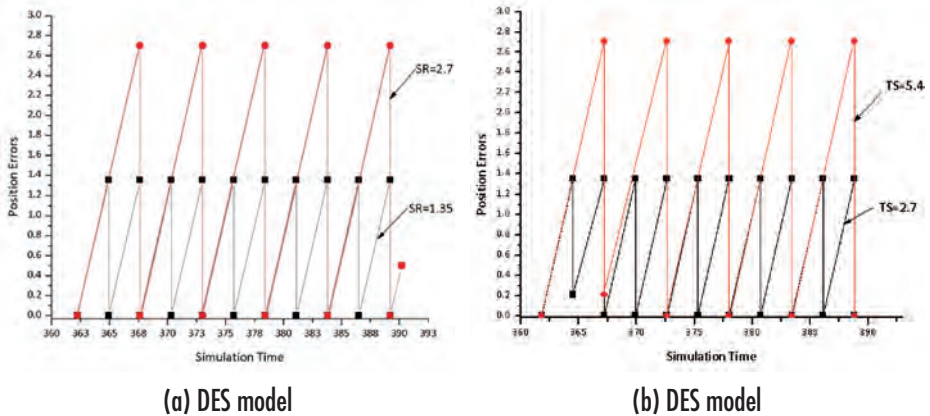 3.0
2.8
2.6
2.4
2.2
2.0
1.8
1.6
1.4
1.2
1.0
0.8
0.6
0.4
0.2
0.0
Position Errors
SR=2.7
SR=1.35
360 363 365 368 370 373 375 378 380 383 385 388 390 393
Simulation Time
(a) DES model
3.0
2.8
2.6
2.4
2.2
2.0
1.8
1.6
1.4
1.2
1.0
0.8
0.6
0.4
0.2
0.0
Position Errors
TS=5.4
TS=2.7
360 365 370 375 380 385 390
Simulation Time
(b) DES model